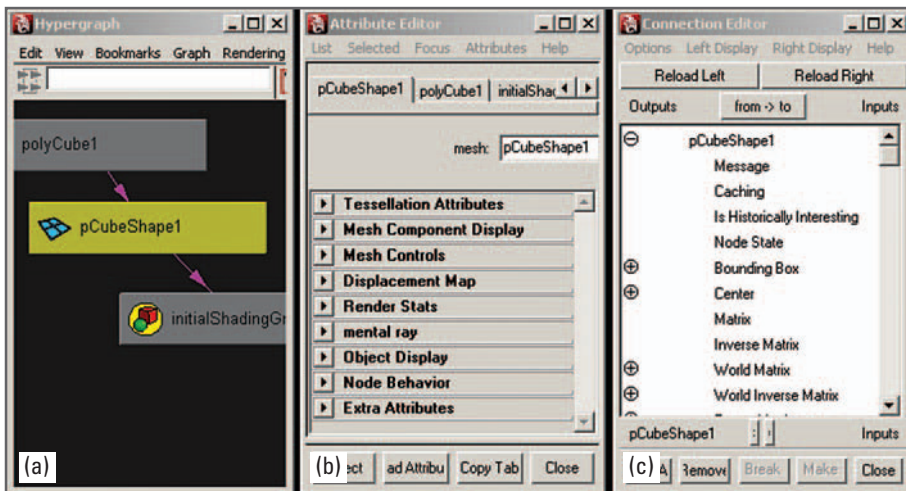 Hypergraph
Edit View Bookmarks Graph Rendering
polyCube1
pCubeShape1
initialShadingGr
(a)
Attribute Editor
List Selected Focus Attributes Help
pCubeShape1 polyCube1 initialShad
mesh: pCubeShape1
Tessellation Attributes
Mesh Component Display
Mesh Controls
Displacement Map
Render Stats
mental ray
Object Display
Node Behavior
Extra Attributes
(b) ect ad Attribu Copy Tab Close
Connection Editor
Options Left Display Right Display Help
Reload Left Reload Right
Outputs from -> to Inputs
pCubeShape1
Message
Caching
Is Historically Interesting
Node State
Bounding Box
Center
Matrix
Inverse Matrix
World Matrix
World Inverse Matrix
pCubeShape1 Inputs
(c) Remove Break Make Close